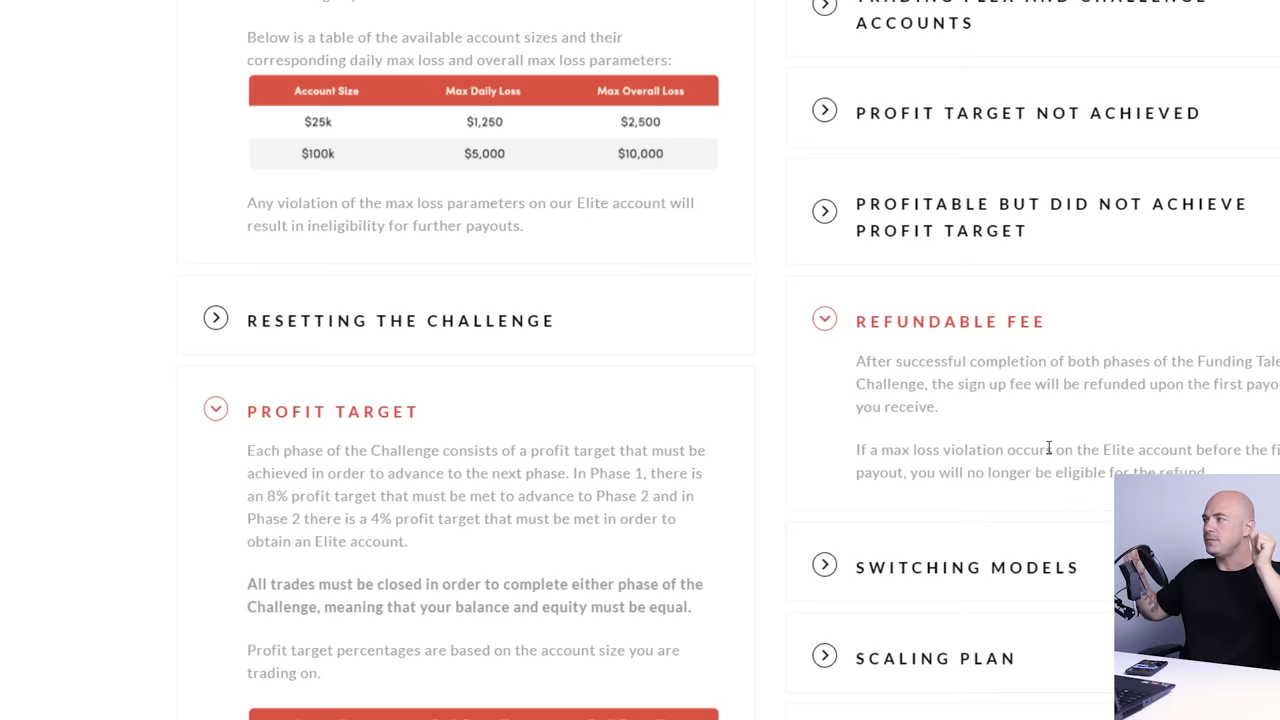 Below is a table of the available account sizes and their
corresponding daily max loss and overall max loss parameters:
Account Size Max Daily Loss Max Overall Loss
$25k $1,250 $2,500
$100k $5,000 $10,000
Any violation of the max loss parameters on our Elite account will
result in ineligibility for further payouts.
RESETTING THE CHALLENGE
PROFIT TARGET
Each phase of the Challenge consists of a profit target that must be
achieved in order to advance to the next phase. In Phase 1, there is
an 8% profit target that must be met to advance to Phase 2 and in
Phase 2 there is a 4% profit target that must be met in order to
obtain an Elite account.
All trades must be closed in order to complete either phase of the
Challenge, meaning that your balance and equity must be equal.
Profit target percentages are based on the account size you are
trading on.
TRADING FLEX AND CHALLENGE
ACCOUNTS
PROFIT TARGET NOT ACHIEVED
PROFITABLE BUT DID NOT ACHIEVE
PROFIT TARGET
REFUNDABLE FEE
After successful completion of both phases of the Funding Tale
Challenge, the sign up fee will be refunded upon the first payo
you receive.
If a max loss violation occurs on the Elite account before the fi
payout, you will no longer be eligible for the refund.
SWITCHING MODELS
SCALING PLAN